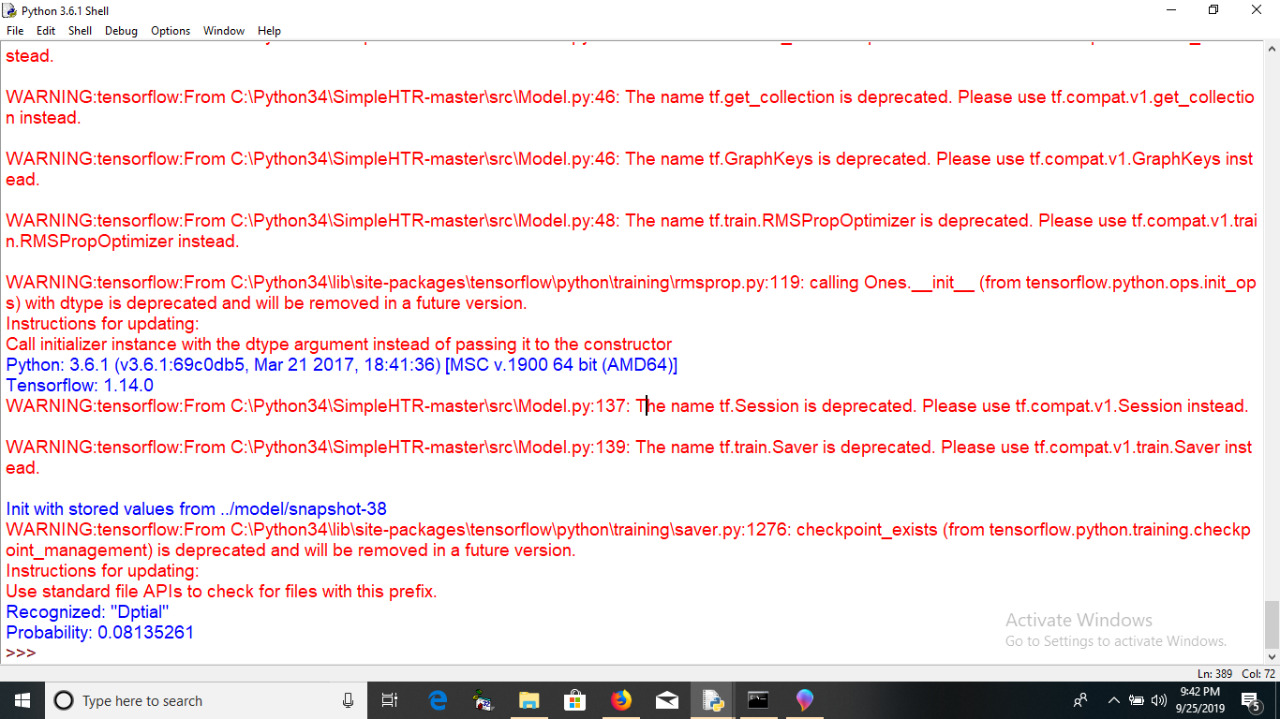 Python 3.6.1 Shell
File Edit Shell Debug Options Window Help
stead.
WARNING:tensorflow:From C:\Python34\SimpleHTR-master\src\Model.py:46: The name tf.get_collection is deprecated. Please use tf.compat.v1.get_collectio
n instead.
WARNING:tensorflow:From C:\Python34\SimpleHTR-master\src\Model.py:46: The name tf.GraphKeys is deprecated. Please use tf.compat.v1.GraphKeys inst
ead.
WARNING:tensorflow:From C:\Python34\SimpleHTR-master\src\Model.py:48: The name tf.train.RMSPropOptimizer is deprecated. Please use tf.compat.v1.trai
n.RMSPropOptimizer instead.
WARNING:tensorflow:From C:\Python34\lib\site-packages\tensorflow\python\training\rmsprop.py:119: calling Ones.__init__ (from tensorflow.python.ops.init_op
s) with dtype is deprecated and will be removed in a future version.
Instructions for updating:
Call initializer instance with the dtype argument instead of passing it to the constructor
Python: 3.6.1 (v3.6.1:69c0db5, Mar 21 2017, 18:41:36) [MSC v.1900 64 bit (AMD64)]
Tensorflow: 1.14.0
WARNING:tensorflow:From C:\Python34\SimpleHTR-master\src\Model.py:137: The name tf.Session is deprecated. Please use tf.compat.v1.Session instead.
WARNING:tensorflow:From C:\Python34\SimpleHTR-master\src\Model.py:139: The name tf.train.Saver is deprecated. Please use tf.compat.v1.train.Saver inst
ead.
Init with stored values from ../model/snapshot-38
WARNING:tensorflow:From C:\Python34\lib\site-packages\tensorflow\python\training\saver.py:1276: checkpoint_exists (from tensorflow.python.training.checkp
oint_management) is deprecated and will be removed in a future version.
Instructions for updating:
Use standard file APIs to check for files with this prefix.
Recognized: "Dptial"
Probability: 0.08135261
>>>
Activate Windows
Go to Settings to activate Windows.
Ln: 389 Col: 72
Type here to search
9:42 PM
9/25/2019
5